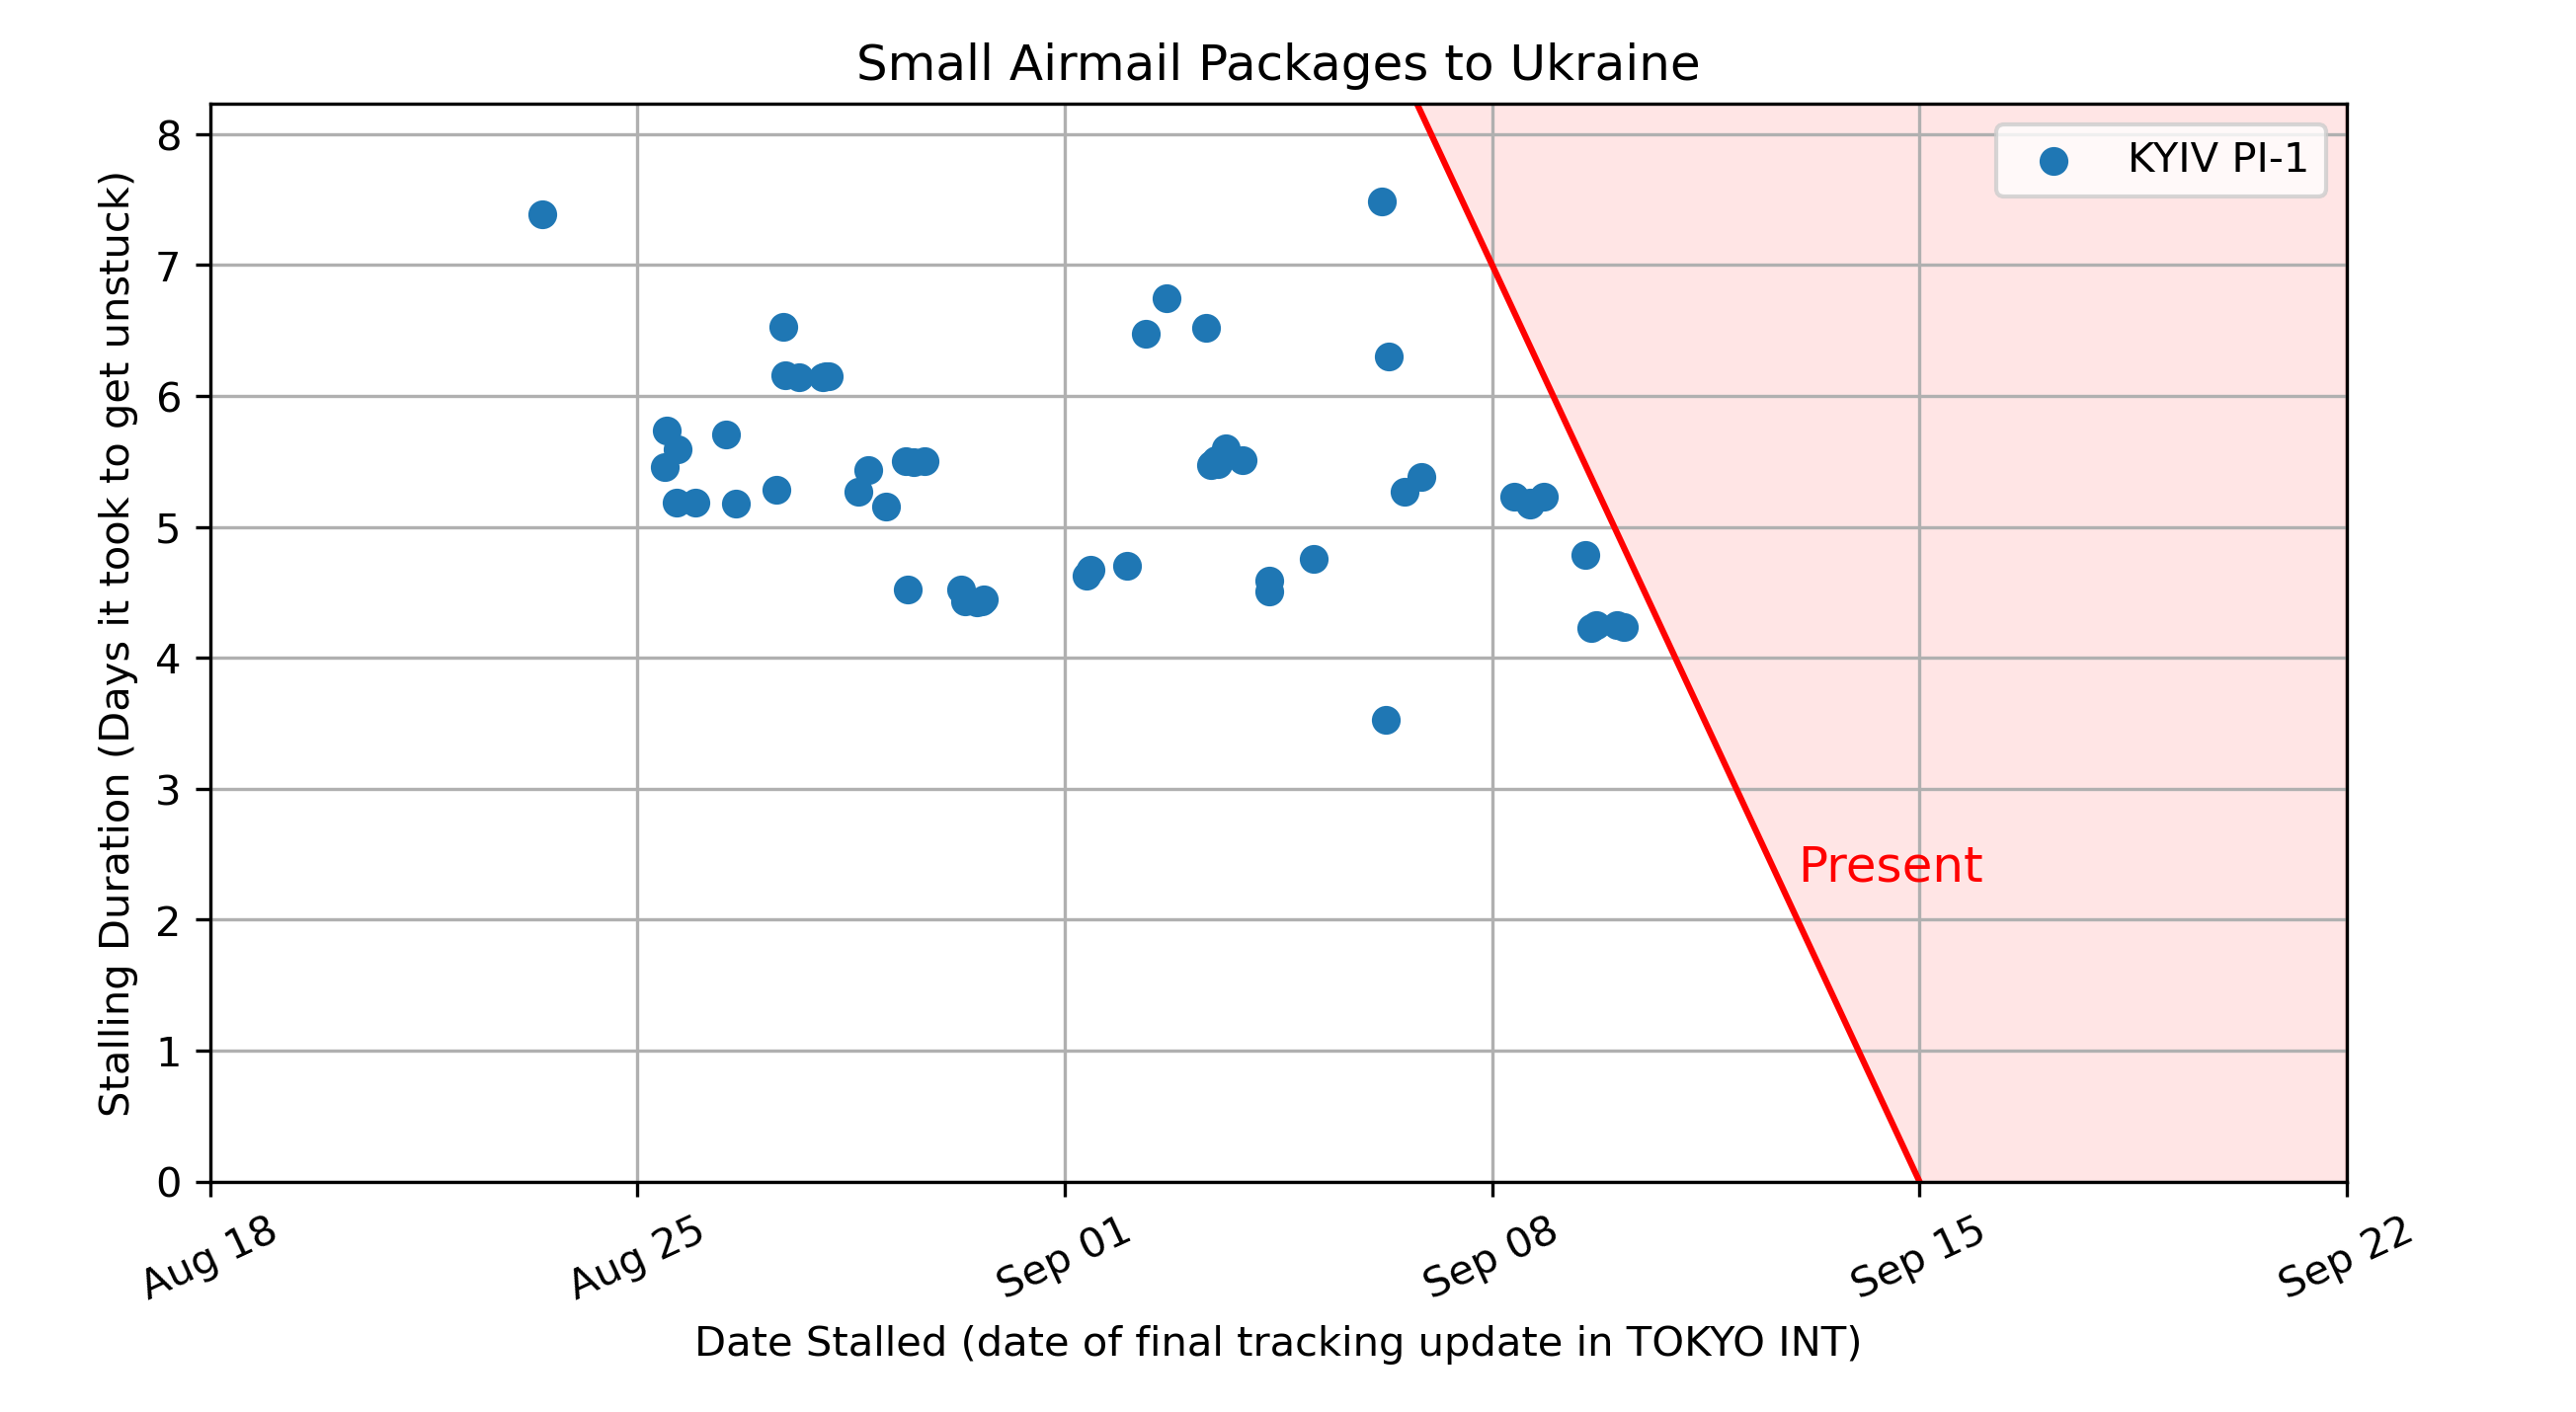 Small Airmail Packages to Ukraine
KYIV PI-1
Stalling Duration (Days it took to get unstuck)
8
7
6
5
4
3
2
1
0
Present
Aug 18
Aug 25
Sep 01
Sep 08
Sep 15
Sep 22
Date Stalled (date of final tracking update in TOKYO INT)